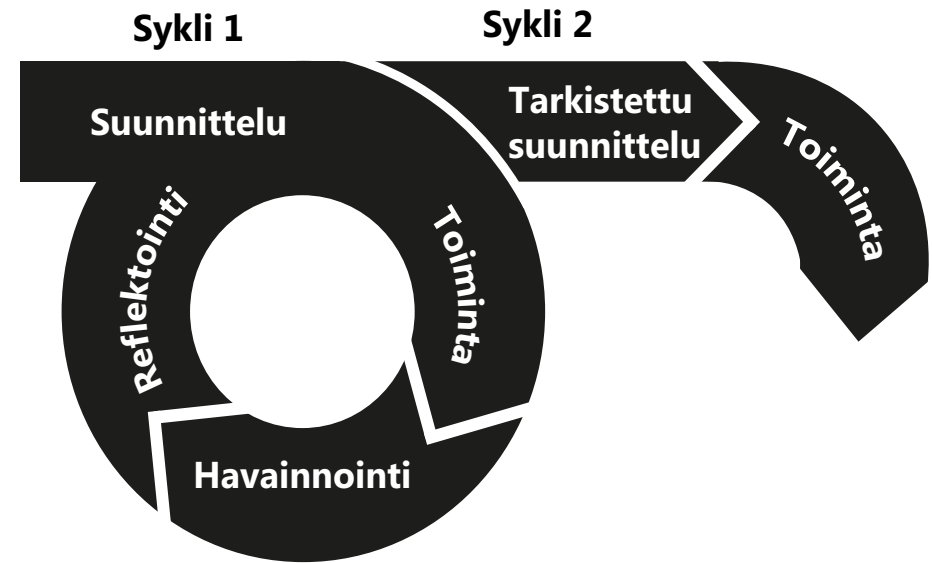 Sykli 1
Sykli 2
Suunnittelu
Toiminta
Havainnointi
Reflektointi
Tarkistettu
suunnittelu
Toiminta